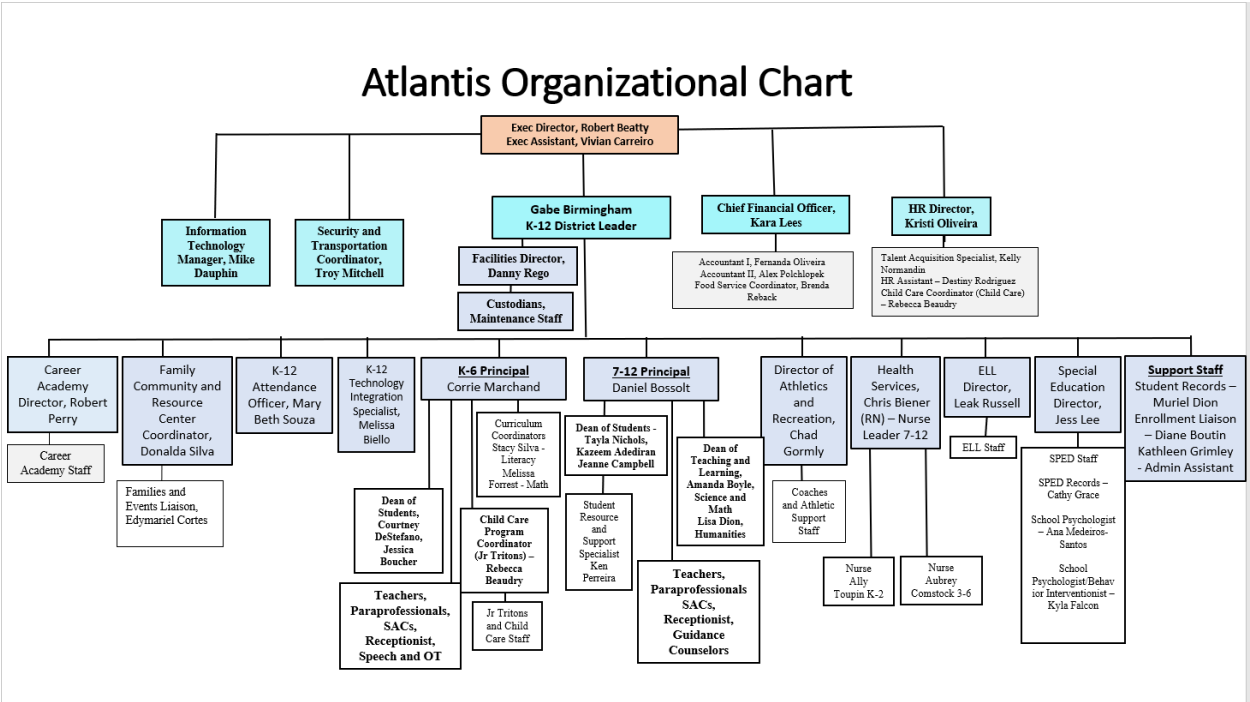 Atlantis Organizational Chart
Exec Director, Robert Beatty
Exec Assistant, Vivian Carreiro
Information
Technology
Manager, Mike
Dauphin
Security and
Transportation
Coordinator,
Troy Mitchell
Gabe Birmingham
K-12 District Leader
Chief Financial Officer,
Kara Lees
HR Director,
Kristi Oliveira
Facilities Director,
Danny Rego
Custodians,
Maintenance Staff
Accountant I, Fernanda Oliveira
Accountant II, Alex Polchlopek
Food Service Coordinator, Brenda
Reback
Talent Acquisition Specialist, Kelly
Normandin
HR Assistant – Destiny Rodriguez
Child Care Coordinator (Child Care)
– Rebecca Beaudry
Career
Academy
Director, Robert
Perry
Career
Academy Staff
Family
Community and
Resource
Center
Coordinator,
Donalda Silva
Families and
Events Liaison,
Edymariel Cortes
K-12
Attendance
Officer, Mary
Beth Souza
K-12
Technology
Integration
Specialist,
Melissa
Biello
K-6 Principal
Corrie Marchand
Curriculum
Coordinators
Stacy Silva -
Literacy
Melissa
Forrest - Math
Dean of
Students,
Courtney
DeStefano,
Jessica
Boucher
Child Care
Program
Coordinator
(Jr Tritons) –
Rebecca
Beaudry
Teachers,
Paraprofessionals,
SACs,
Receptionist,
Speech and OT
Jr Tritons
and Child
Care Staff
7-12 Principal
Daniel Bossolt
Dean of Students -
Tayla Nichols,
Kazeem Adediran
Jeanne Campbell
Student
Resource
and
Support
Specialist
Ken
Perreira
Dean of
Teaching and
Learning,
Amanda Boyle,
Science and
Math
Lisa Dion,
Humanities
Teachers,
Paraprofessionals
SACs,
Receptionist,
Guidance
Counselors
Director of
Athletics
and
Recreation,
Chad
Gormly
Coaches
and Athletic
Support
Staff
Health
Services,
Chris Biener
(RN) – Nurse
Leader 7-12
Nurse
Ally
Toupin K-2
Nurse
Aubrey
Comstock 3-6
ELL
Director,
Leak Russell
ELL Staff
Special
Education
Director,
Jess Lee
SPED Staff
SPED Records –
Cathy Grace
School Psychologist
– Ana Medeiros-
Santos
School
Psychologist/Behav
ior Interventionist –
Kyla Falcon
Support Staff
Student Records –
Muriel Dion
Enrollment Liaison
– Diane Boutin
Kathleen Grimley
- Admin Assistant